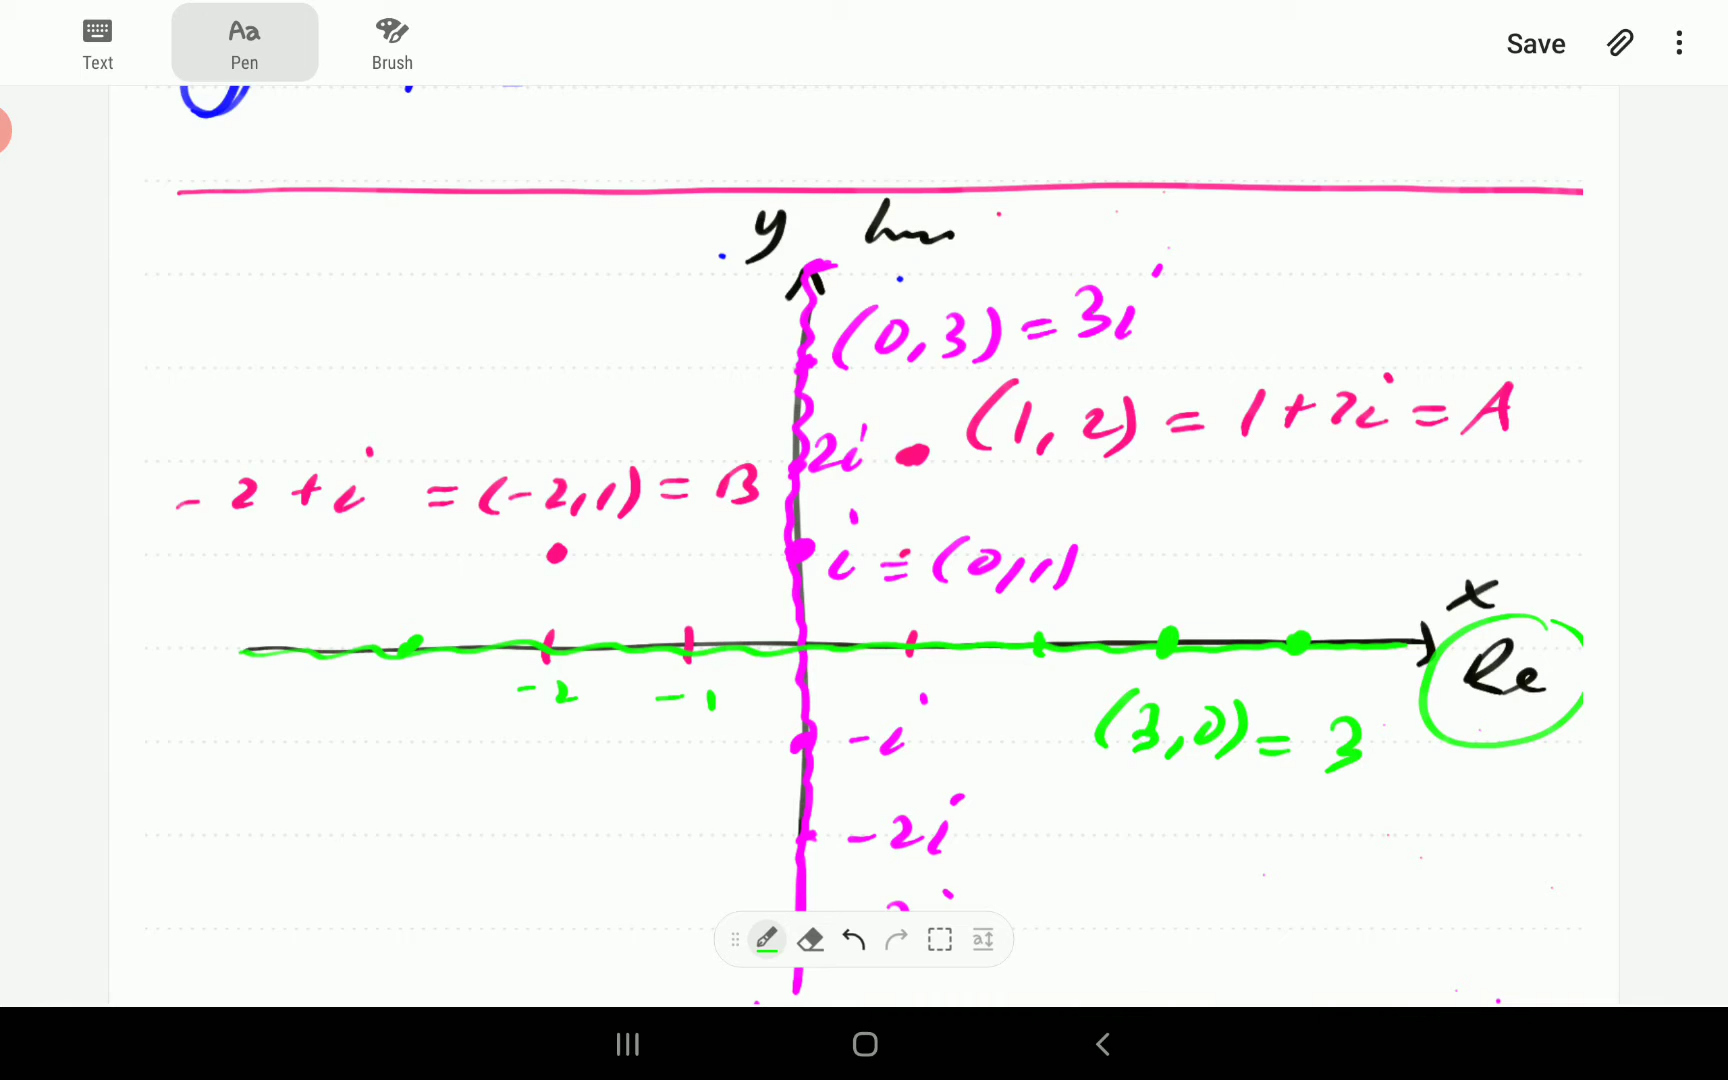 Text Pen Brush Save
y Im
(0,3) = 3i
2i (1, 2) = 1+2i = A
- 2 + i = (-2,1) = B
i = (0,1)
x
Re
-2 -1
-i (3,0) = 3
-2i